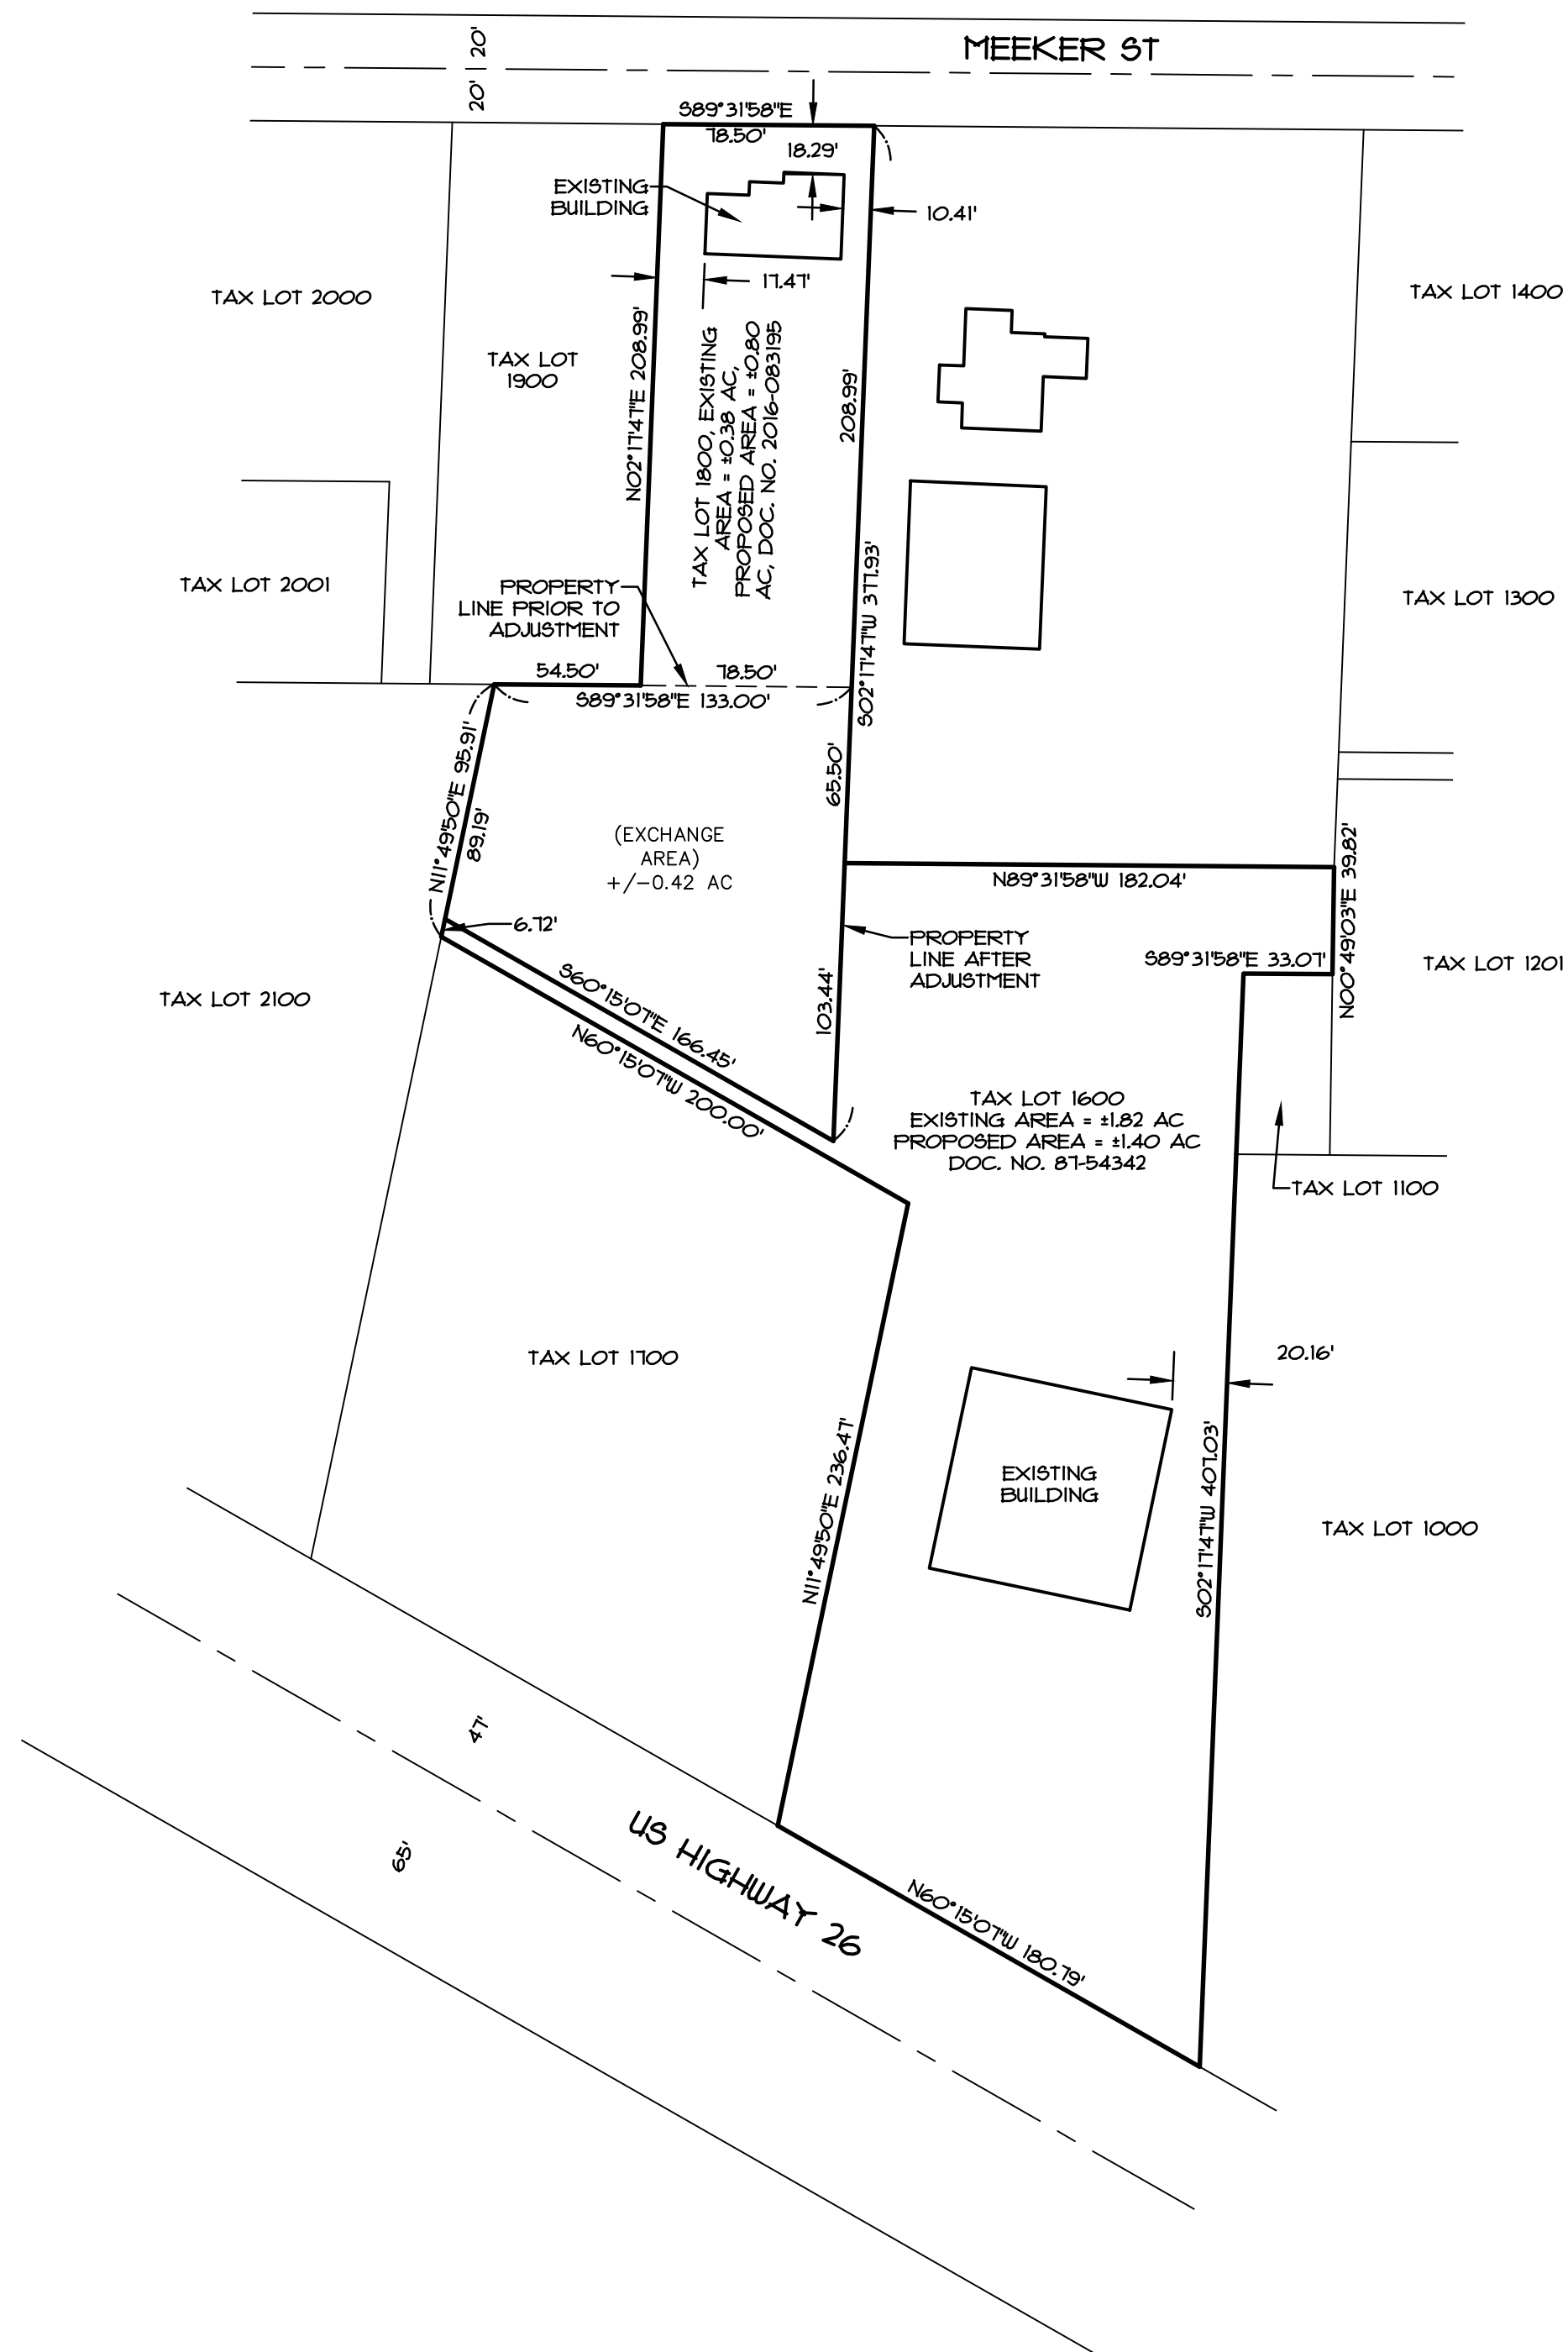 MEEKER ST
20'
20'
S89°31'58"E
78.50'
18.29'
EXISTING
BUILDING
10.41'
17.47'
TAX LOT 2000
TAX LOT 1400
TAX LOT
1900
N02°17'47"E 208.99'
TAX LOT 1800, EXISTING
AREA = ±0.38 AC,
PROPOSED AREA = ±0.80
AC, DOC. NO. 2016-083195
208.99'
S02°17'47"W 377.93'
TAX LOT 2001
PROPERTY
LINE PRIOR TO
ADJUSTMENT
TAX LOT 1300
54.50'
78.50'
S89°31'58"E 133.00'
N11°49'50"E 95.91'
89.19'
65.50'
(EXCHANGE
AREA)
+/-0.42 AC
N89°31'58"W 182.04'
N00°49'03"E 39.82'
6.72'
PROPERTY
LINE AFTER
ADJUSTMENT
S89°31'58"E 33.07'
TAX LOT 1201
TAX LOT 2100
S60°15'07"E 166.45'
N60°15'07"W 200.00'
103.44'
TAX LOT 1600
EXISTING AREA = ±1.82 AC
PROPOSED AREA = ±1.40 AC
DOC. NO. 87-54342
TAX LOT 1100
TAX LOT 1700
20.16'
N11°49'50"E 236.47'
EXISTING
BUILDING
S02°17'47"W 407.03'
TAX LOT 1000
47'
65'
US HIGHWAY 26
N60°15'07"W 180.79'